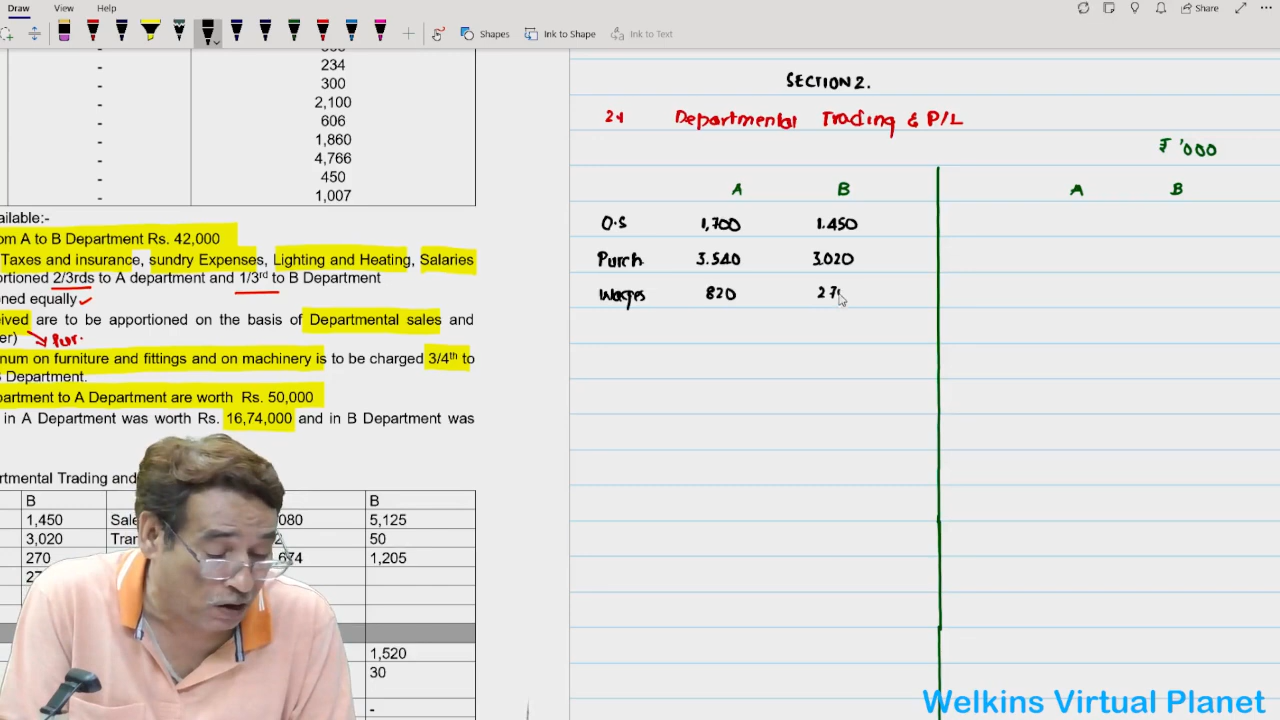 Draw View Help
Share
Shapes Ink to Shape Ink to Text
234
- 300
- 2,100
- 606
- 1,860
- 4,766
- 450
- 1,007
ailable:-
om A to B Department Rs. 42,000
Taxes and insurance, sundry Expenses, Lighting and Heating, Salaries
ortioned 2/3rds to A department and 1/3rd to B Department
oned equally
ived are to be apportioned on the basis of Departmental sales and
er) Pur.
num on furniture and fittings and on machinery is to be charged 3/4th to
B Department.
partment to A Department are worth Rs. 50,000
in A Department was worth Rs. 16,74,000 and in B Department was
rtmental Trading and
B B
1,450 Sale 080 5,125
3,020 Tran 50
270 674 1,205
27
1,520
30
-
SECTION 2.
21 Departmental Trading & P/L
₹ '000
A B A B
O.S 1,700 1.450
Purch 3.540 3.020
Wages 820 27
Welkins Virtual Planet